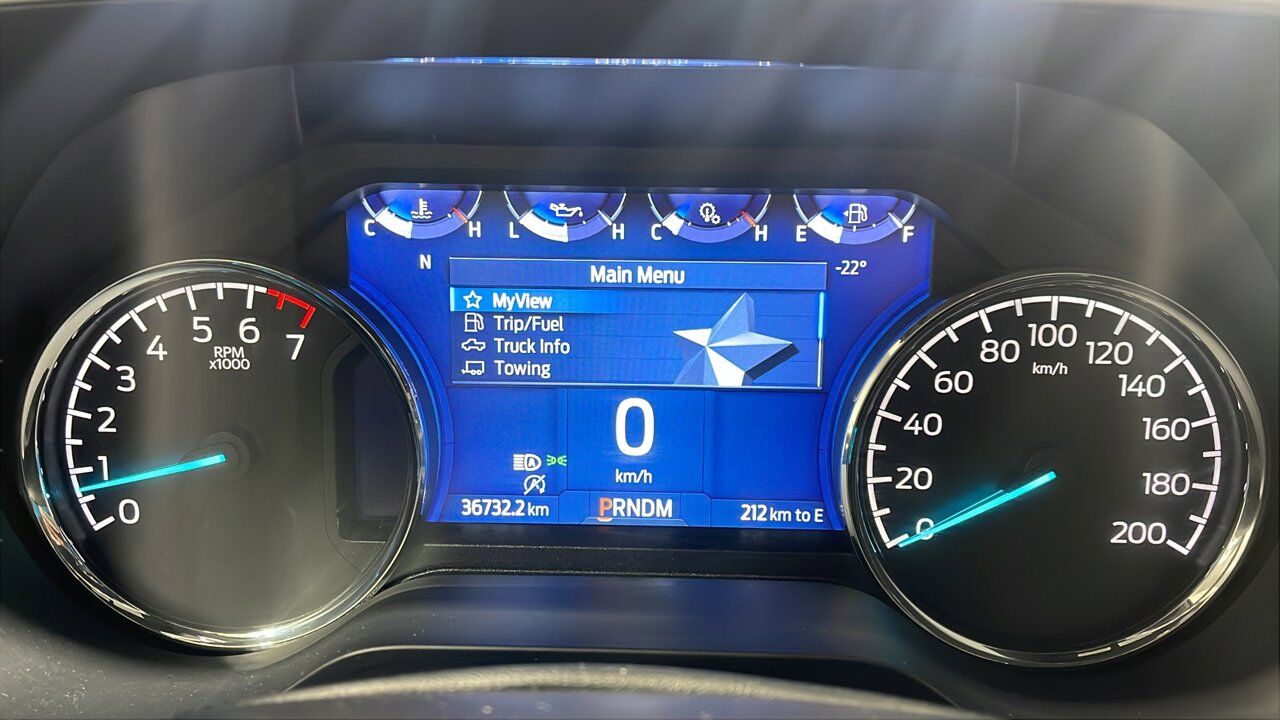 C H
L H
C H
E F
N
-22°
Main Menu
MyView
Trip/Fuel
Truck Info
Towing
0
km/h
A
A
36732.2 km
PRNDM
212 km to E
0
1
2
3
4
5
6
7
RPM
x1000
0
20
40
60
80
100
120
140
160
180
200
km/h